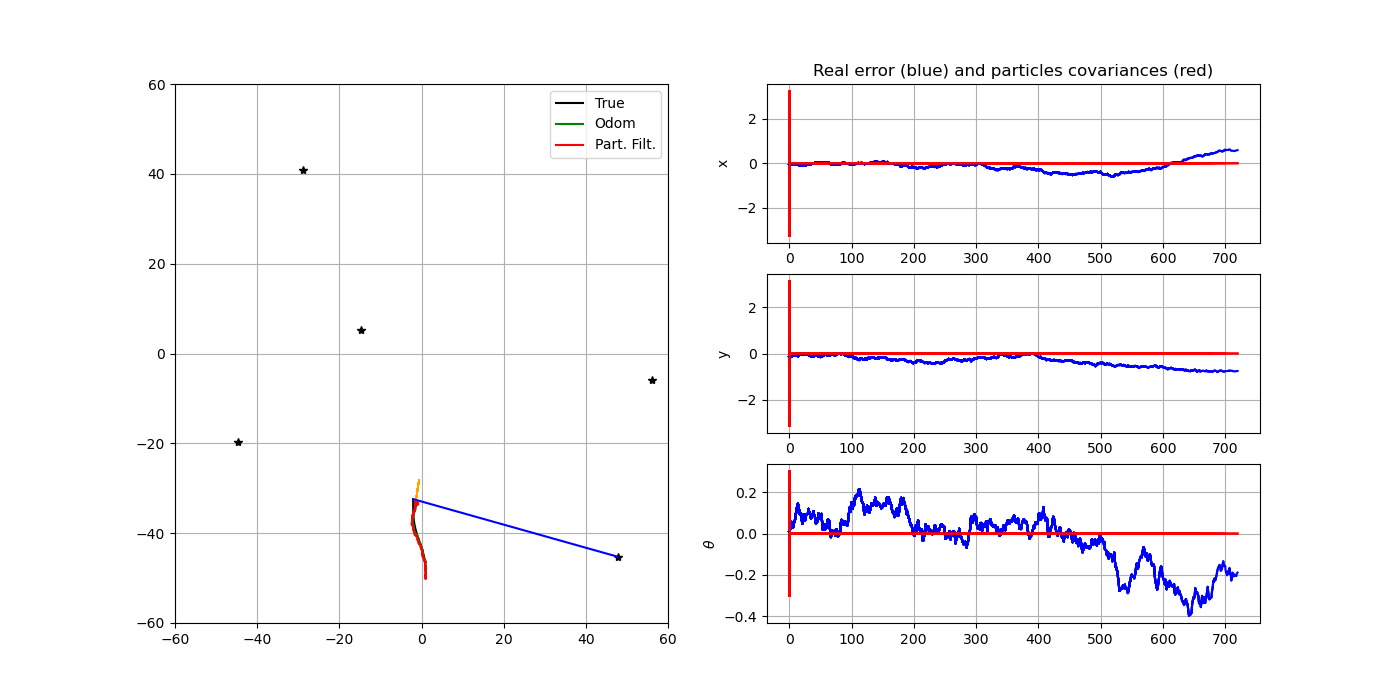 60
40
20
0
−20
−40
−60
−60 −40 −20 0 20 40 60
True
Odom
Part. Filt.
Real error (blue) and particles covariances (red)
x
2
0
−2
0 100 200 300 400 500 600 700
y
2
0
−2
0 100 200 300 400 500 600 700
θ
0.2
0.0
−0.2
−0.4
0 100 200 300 400 500 600 700